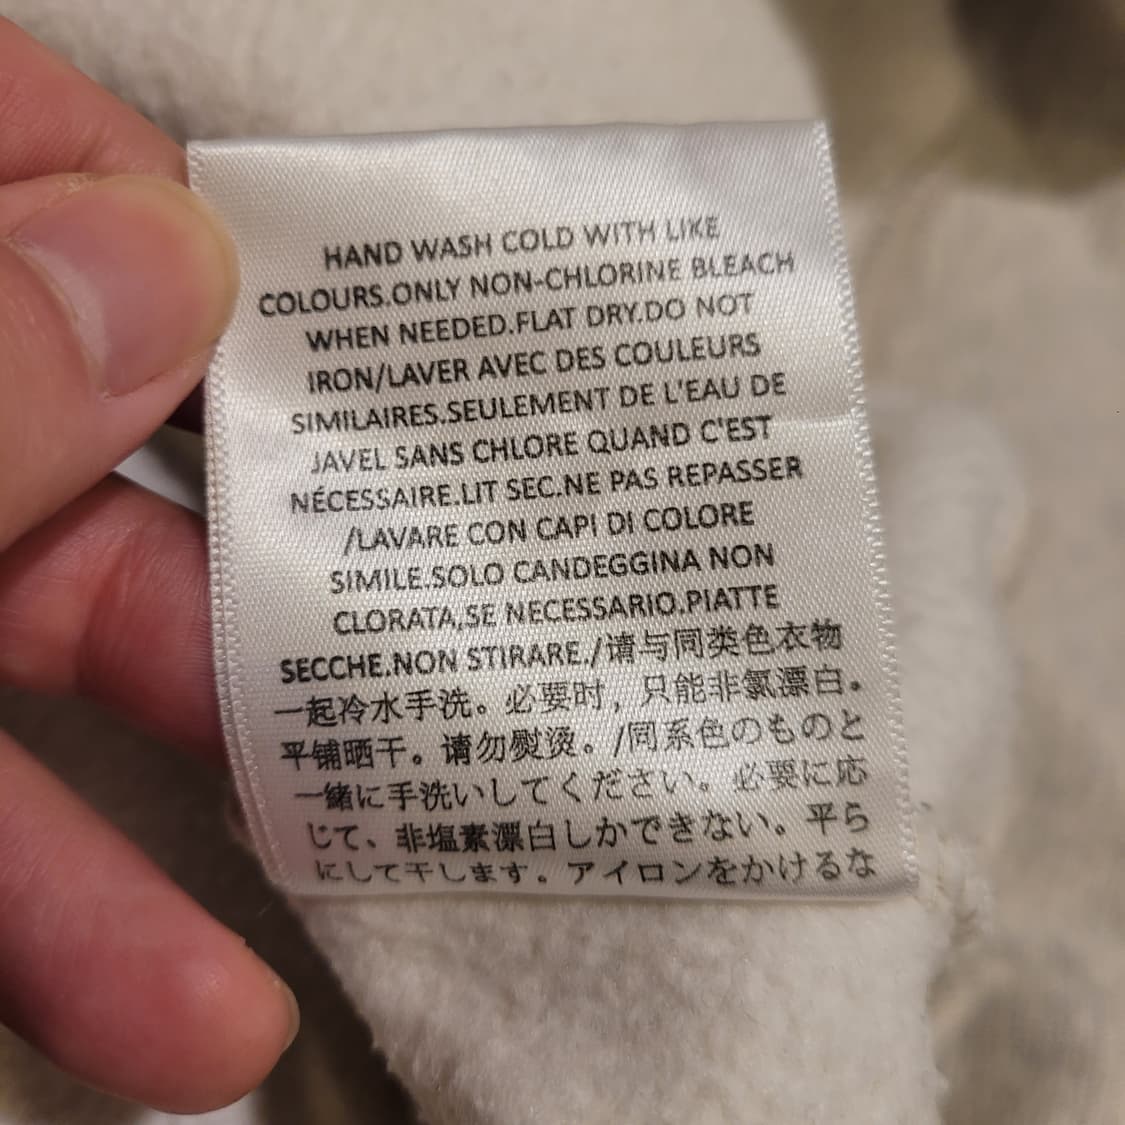 HAND WASH COLD WITH LIKE
COLOURS.ONLY NON-CHLORINE BLEACH
WHEN NEEDED.FLAT DRY.DO NOT
IRON/LAVER AVEC DES COULEURS
SIMILAIRES.SEULEMENT DE L'EAU DE
JAVEL SANS CHLORE QUAND C'EST
NÉCESSAIRE.LIT SEC.NE PAS REPASSER
/LAVARE CON CAPI DI COLORE
SIMILE.SOLO CANDEGGINA NON
CLORATA,SE NECESSARIO.PIATTE
SECCHE.NON STIRARE./请与同类色衣物
一起冷水手洗。必要时，只能非氯漂白。
平铺晒干。请勿熨烫。/同系色のものと
一緒に手洗いしてください。必要に応
じて、非塩素漂白しかできない。平ら
にして干します。アイロンをかけるな